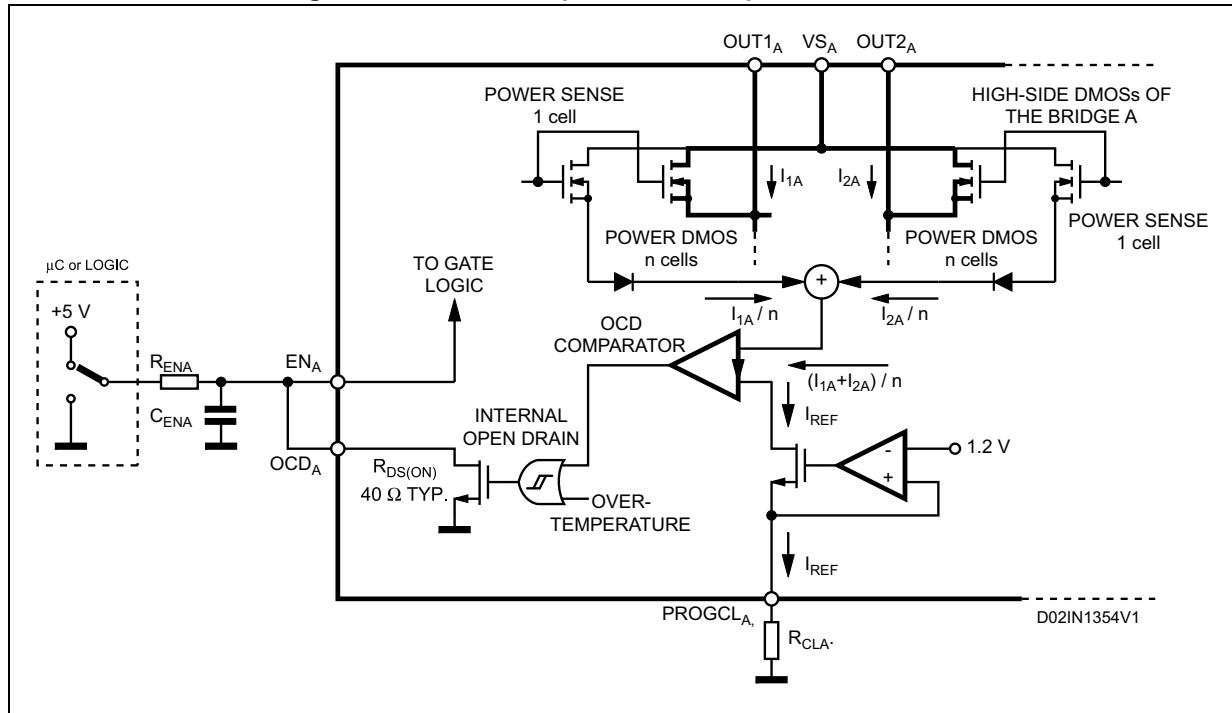 OUT1A VSA OUT2A
POWER SENSE
1 cell
HIGH-SIDE DMOSs OF
THE BRIDGE A
I1A
I2A
POWER SENSE
1 cell
POWER DMOS
n cells
POWER DMOS
n cells
μC or LOGIC
+5 V
TO GATE
LOGIC
+
I1A / n
I2A / n
OCD
COMPARATOR
RENA
ENA
(I1A+I2A) / n
CENA
IREF
INTERNAL
OPEN DRAIN
1.2 V
-
+
OCDA
RDS(ON)
40 Ω TYP.
OVER-
TEMPERATURE
IREF
PROGCLA,
D02IN1354V1
RCLA.